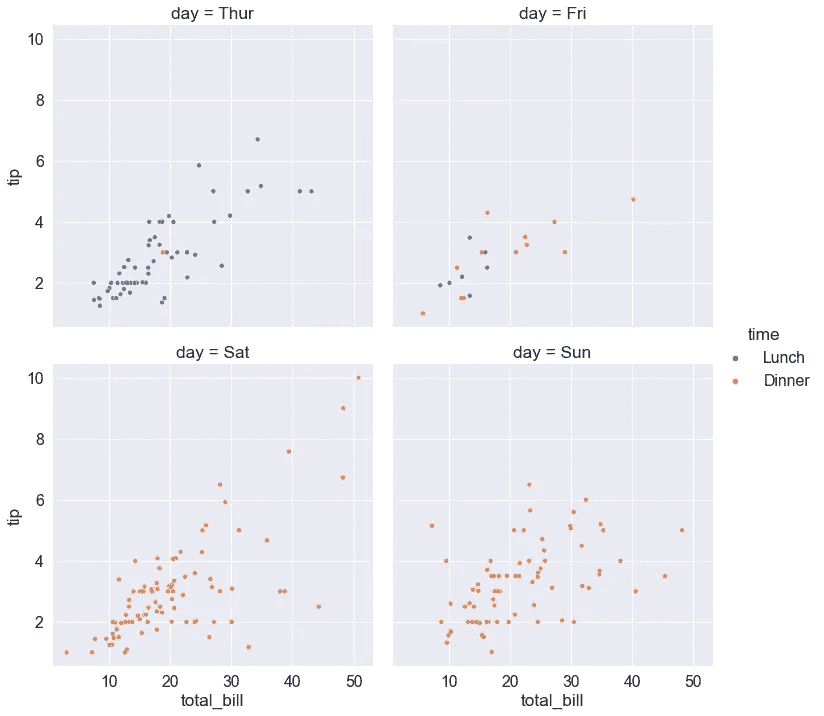 day = Thur
day = Fri
10
8
6
4
2
tip
day = Sat
day = Sun
time
Lunch
Dinner
10
8
6
4
2
tip
10 20 30 40 50
10 20 30 40 50
total_bill
total_bill